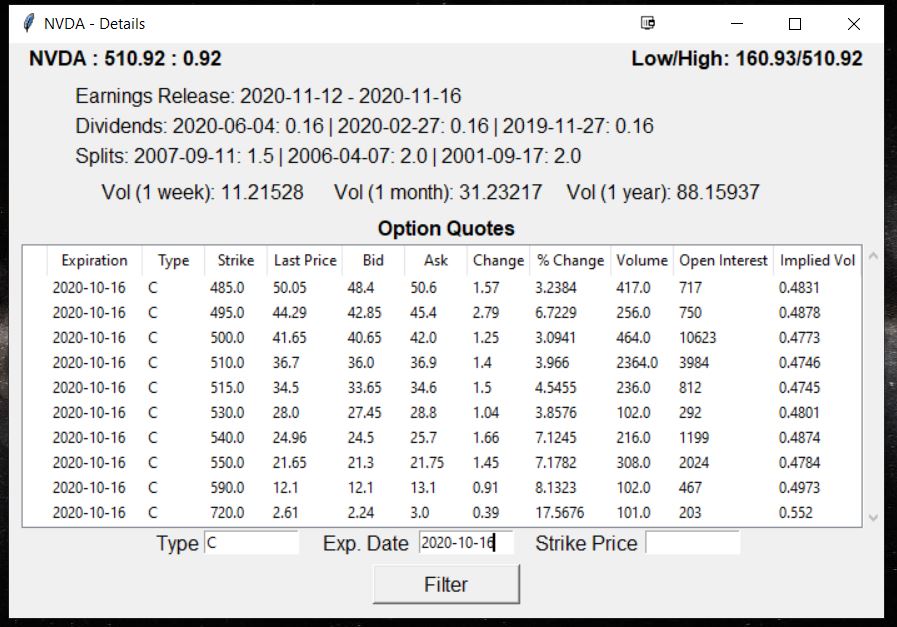 NVDA - Details
NVDA : 510.92 : 0.92 Low/High: 160.93/510.92
Earnings Release: 2020-11-12 - 2020-11-16
Dividends: 2020-06-04: 0.16 | 2020-02-27: 0.16 | 2019-11-27: 0.16
Splits: 2007-09-11: 1.5 | 2006-04-07: 2.0 | 2001-09-17: 2.0
Vol (1 week): 11.21528 Vol (1 month): 31.23217 Vol (1 year): 88.15937
Option Quotes
Expiration Type Strike Last Price Bid Ask Change % Change Volume Open Interest Implied Vol
2020-10-16 C 485.0 50.05 48.4 50.6 1.57 3.2384 417.0 717 0.4831
2020-10-16 C 495.0 44.29 42.85 45.4 2.79 6.7229 256.0 750 0.4878
2020-10-16 C 500.0 41.65 40.65 42.0 1.25 3.0941 464.0 10623 0.4773
2020-10-16 C 510.0 36.7 36.0 36.9 1.4 3.966 2364.0 3984 0.4746
2020-10-16 C 515.0 34.5 33.65 34.6 1.5 4.5455 236.0 812 0.4745
2020-10-16 C 530.0 28.0 27.45 28.8 1.04 3.8576 102.0 292 0.4801
2020-10-16 C 540.0 24.96 24.5 25.7 1.66 7.1245 216.0 1199 0.4874
2020-10-16 C 550.0 21.65 21.3 21.75 1.45 7.1782 308.0 2024 0.4784
2020-10-16 C 590.0 12.1 12.1 13.1 0.91 8.1323 102.0 467 0.4973
2020-10-16 C 720.0 2.61 2.24 3.0 0.39 17.5676 101.0 203 0.552
Type C Exp. Date 2020-10-16 Strike Price
Filter